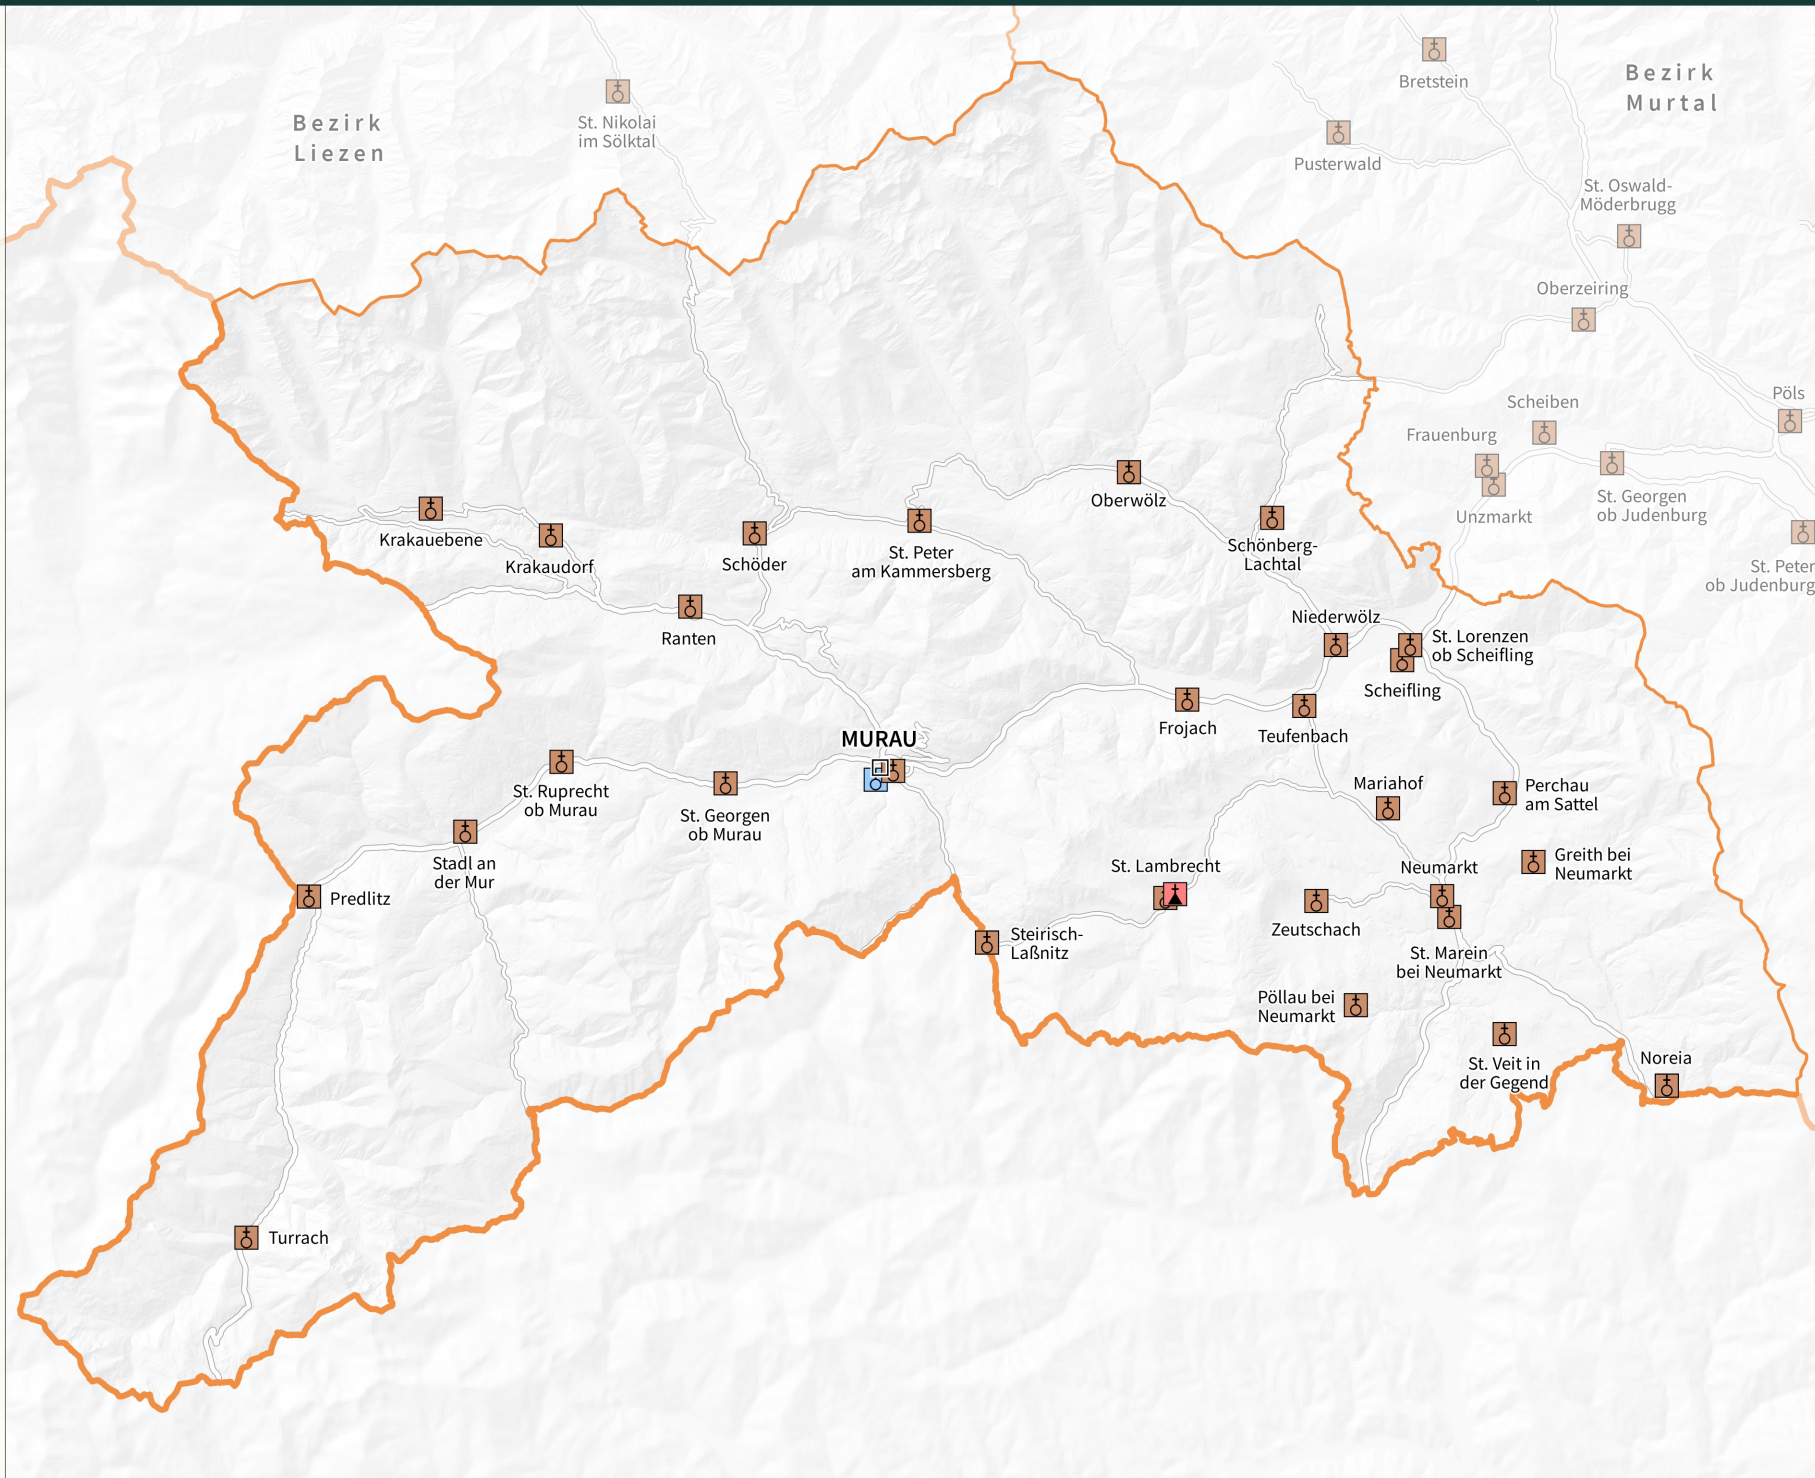 Bretstein
Bezirk
Murtal
Bezirk
Liezen
St. Nikolai
im Sölktal
Pusterwald
St. Oswald-
Möderbrugg
Oberzeiring
Pöls
Scheiben
Frauenburg
St. Georgen
ob Judenburg
Unzmarkt
St. Peter
ob Judenburg
Oberwölz
Krakauebene
Krakaudorf
Schöder
St. Peter
am Kammersberg
Schönberg-
Lachtal
Niederwölz
Ranten
St. Lorenzen
ob Scheifling
Scheifling
Frojach
Teufenbach
MURAU
St. Ruprecht
ob Murau
St. Georgen
ob Murau
Mariahof
Perchau
am Sattel
Stadl an
der Mur
St. Lambrecht
Neumarkt
Greith bei
Neumarkt
Predlitz
Zeutschach
Steirisch-
Laßnitz
St. Marein
bei Neumarkt
Pöllau bei
Neumarkt
St. Veit in
der Gegend
Noreia
Turrach